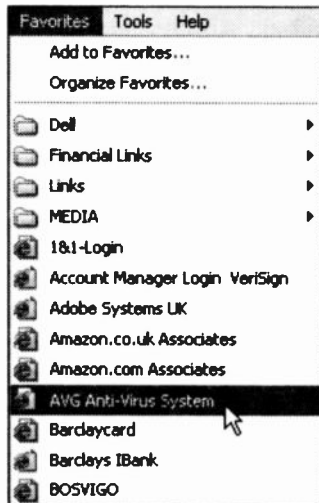 Favorites Tools Help
Add to Favorites...
Organize Favorites...
Dell
Financial Links
Links
MEDIA
1&1-Login
Account Manager Login VeriSign
Adobe Systems UK
Amazon.co.uk Associates
Amazon.com Associates
AVG Anti-Virus System
Barclaycard
Barclays IBank
BOSVIGO